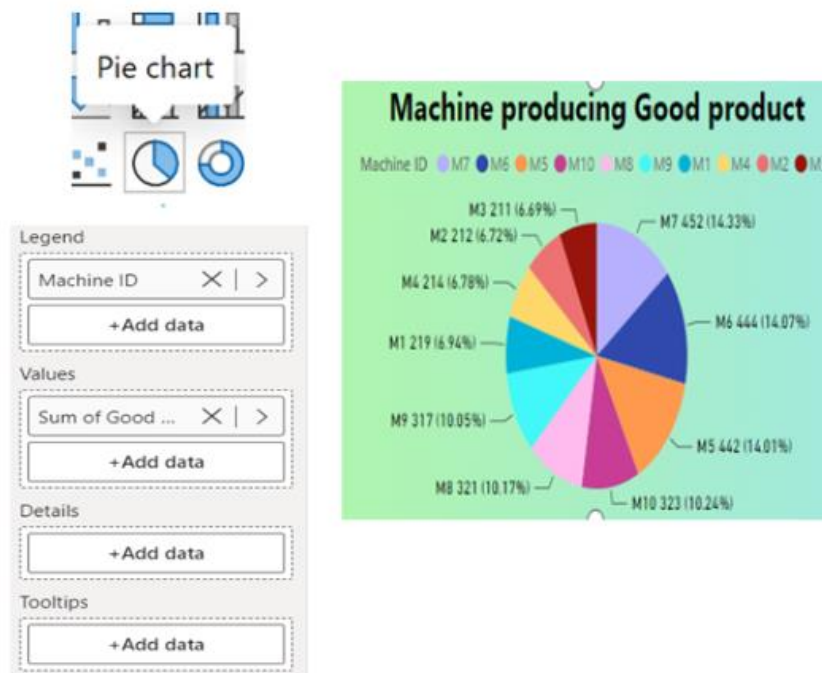 Pie chart
Legend
Machine ID
+Add data
Values
Sum of Good ...
+Add data
Details
+Add data
Tooltips
+Add data
Machine producing Good product
Machine ID M7 M6 M5 M10 M8 M9 M1 M4 M2
M3 211 (6.69%)
M7 452 (14.33%)
M2 212 (6.72%)
M4 214 (6.78%)
M6 444 (14.07%)
M1 219 (6.94%)
M9 317 (10.05%)
M5 442 (14.01%)
M8 321 (10.17%)
M10 323 (10.24%)